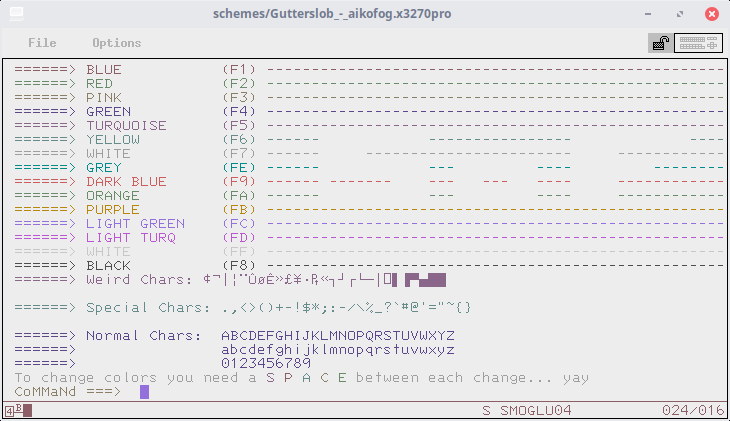 schemes/Gutterslob_-_aikofog.x3270pro
File Options
======> BLUE (F1) ------------------------------------------------------------
======> RED (F2) ------------------------------------------------------------
======> PINK (F3) ------------------------------------------------------------
======> GREEN (F4) ------------------------------------------------------------
======> TURQUOISE (F5) ------------------------------------------------------------
======> YELLOW (F6) ------
======> WHITE (F7) ------
======> GREY (FE) ------
======> DARK BLUE (F9) ------
======> ORANGE (FA) ------
======> PURPLE (FB) ------------------------------------------------------------
======> LIGHT GREEN (FC) ------------------------------------------------------------
======> LIGHT TURQ (FD) ------------------------------------------------------------
======> WHITE (FF) ------------------------------------------------------------
======> BLACK (F8) ------------------------------------------------------------
======> Weird Chars: ¢¬|¦¨ÛøÊ»£¥·₧«┐┘┌└─│
======> Special Chars: .,<>()+-!$*;:-/\%_?`#@'="~{}
======> Normal Chars: ABCDEFGHIJKLMNOPQRSTUVWXYZ
======> abcdefghijklmnopqrstuvwxyz
======> 0123456789
To change colors you need a S P A C E between each change... yay
CoMMaNd ===>
4B S SMOGLU04 024/016